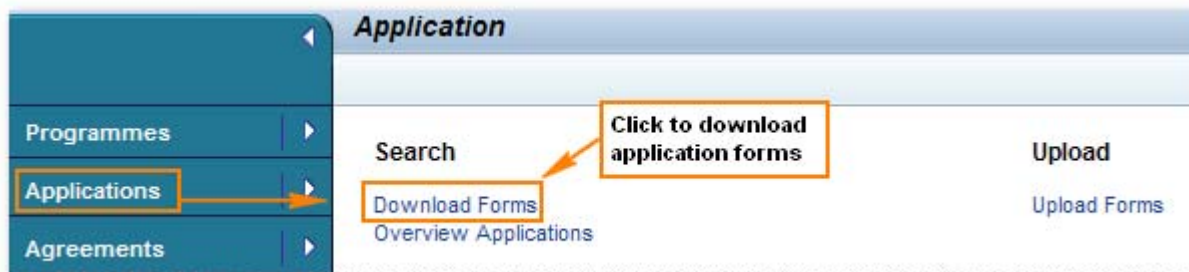 Application
Programmes
Applications
Agreements
Search
Download Forms
Overview Applications
Click to download
application forms
Upload
Upload Forms